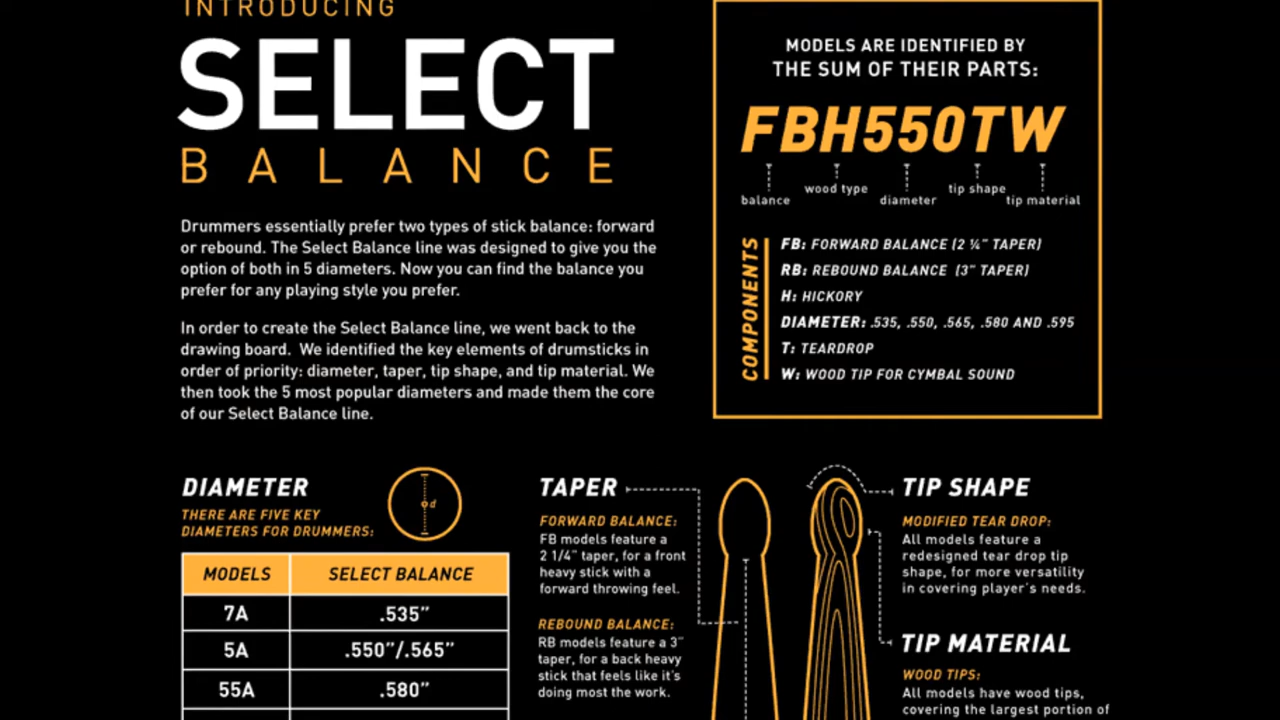 INTRODUCING
SELECT
BALANCE
Drummers essentially prefer two types of stick balance: forward
or rebound. The Select Balance line was designed to give you the
option of both in 5 diameters. Now you can find the balance you
prefer for any playing style you prefer.
In order to create the Select Balance line, we went back to the
drawing board. We identified the key elements of drumsticks in
order of priority: diameter, taper, tip shape, and tip material. We
then took the 5 most popular diameters and made them the core
of our Select Balance line.
MODELS ARE IDENTIFIED BY
THE SUM OF THEIR PARTS:
FBH550TW
balance
wood type
diameter
tip shape
tip material
COMPONENTS
FB: FORWARD BALANCE (2 ¼" TAPER)
RB: REBOUND BALANCE (3" TAPER)
H: HICKORY
DIAMETER: .535, .550, .565, .580 AND .595
T: TEARDROP
W: WOOD TIP FOR CYMBAL SOUND
DIAMETER
THERE ARE FIVE KEY
DIAMETERS FOR DRUMMERS:
d
MODELS SELECT BALANCE
7A .535"
5A .550"/.565"
55A .580"
TAPER
FORWARD BALANCE:
FB models feature a
2 1/4" taper, for a front
heavy stick with a
forward throwing feel.
REBOUND BALANCE:
RB models feature a 3"
taper, for a back heavy
stick that feels like it's
doing most the work.
TIP SHAPE
MODIFIED TEAR DROP:
All models feature a
redesigned tear drop tip
shape, for more versatility
in covering player's needs.
TIP MATERIAL
WOOD TIPS:
All models have wood tips,
covering the largest portion of